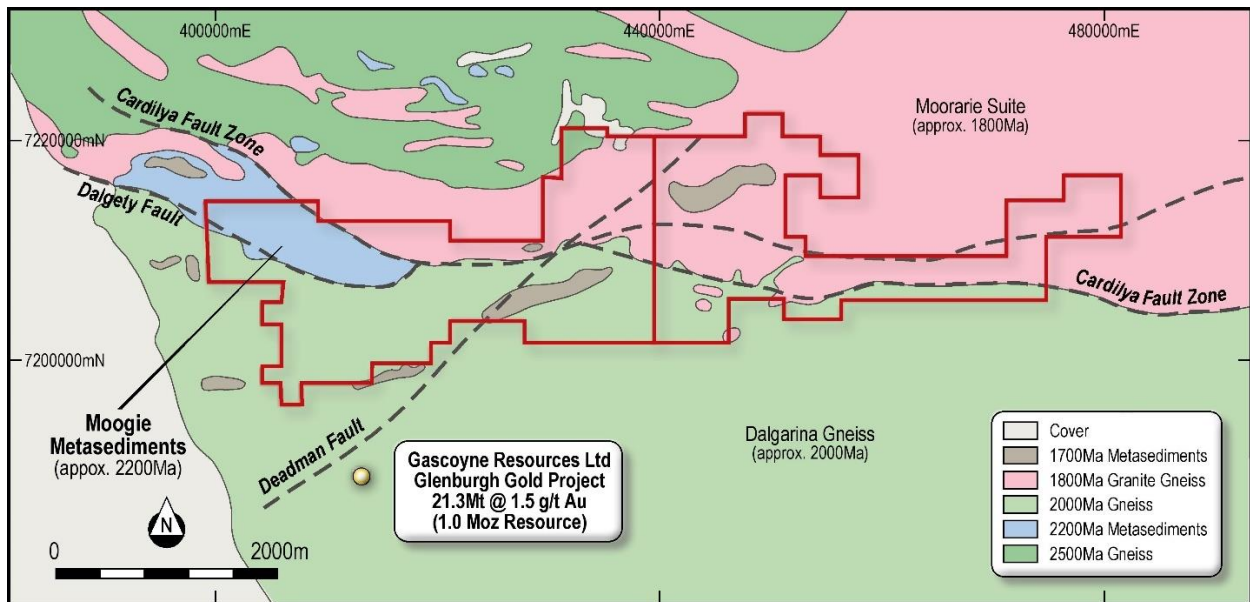 400000mE
440000mE
480000mE
Cardilya Fault Zone
Moorarie Suite
(approx. 1800Ma)
7220000mN
Dalgety Fault
Cardilya Fault Zone
7200000mN
Moogie
Metasediments
(appox. 2200Ma)
Deadman Fault
Dalgarina Gneiss
(approx. 2000Ma)
Gascoyne Resources Ltd
Glenburgh Gold Project
21.3Mt @ 1.5 g/t Au
(1.0 Moz Resource)
N
0
2000m
Cover
1700Ma Metasediments
1800Ma Granite Gneiss
2000Ma Gneiss
2200Ma Metasediments
2500Ma Gneiss